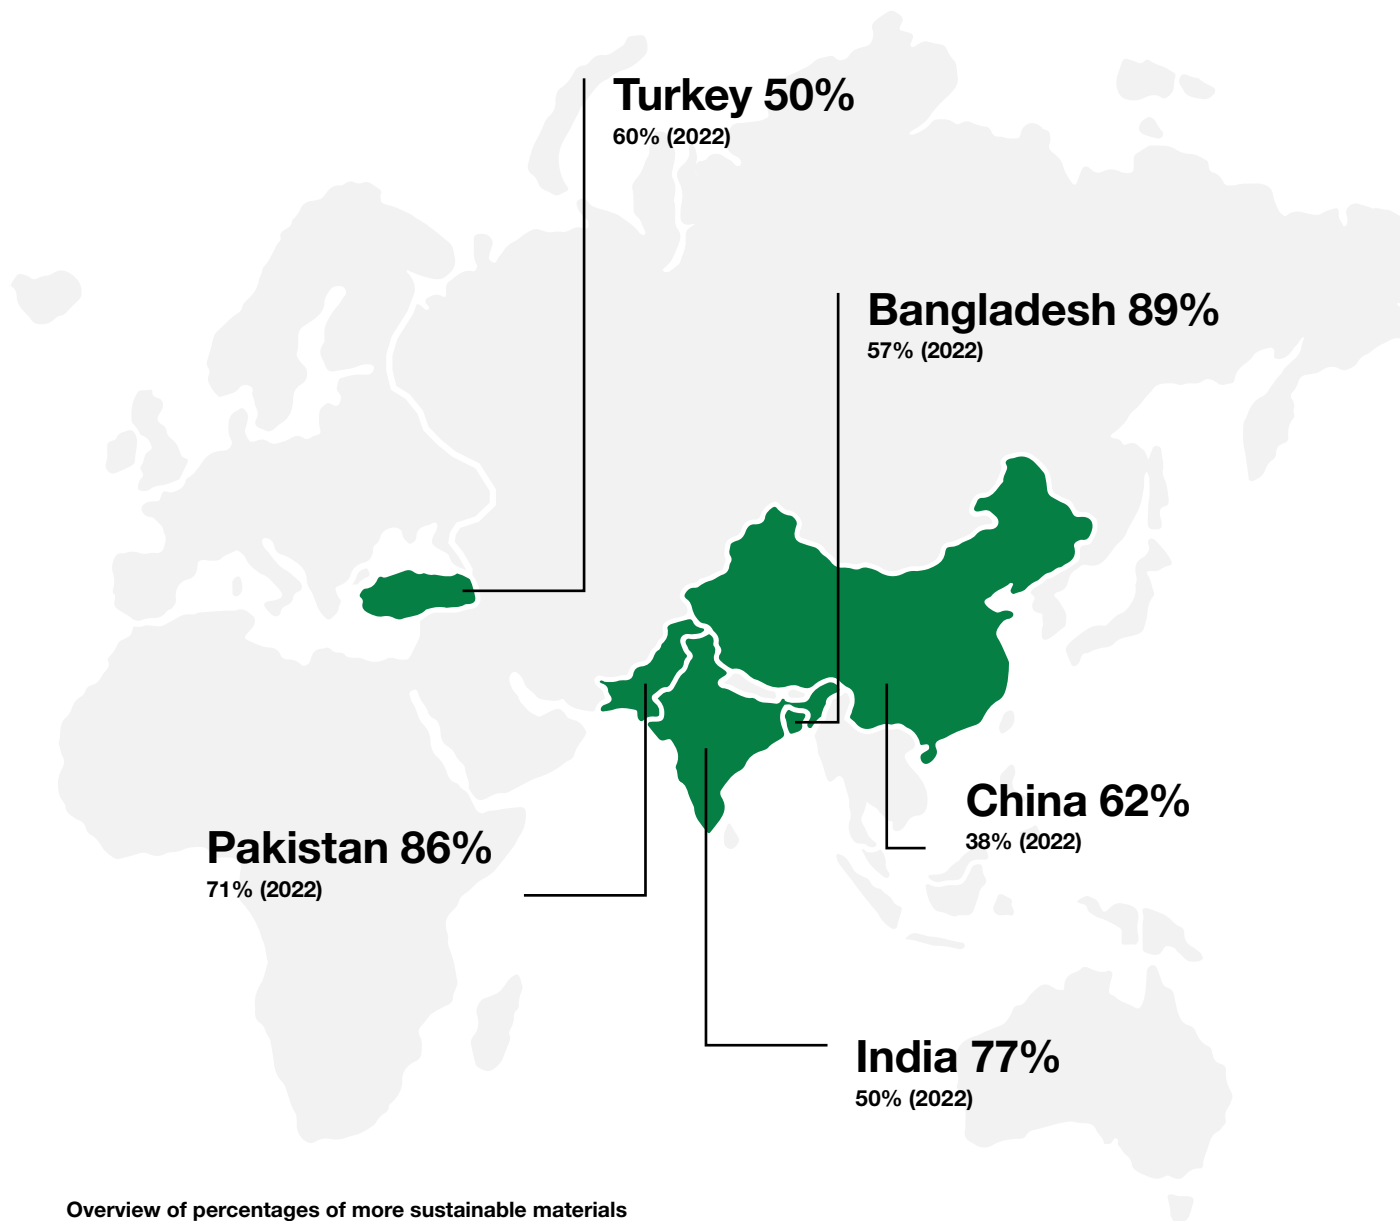 Turkey 50%
60% (2022)
Bangladesh 89%
57% (2022)
China 62%
38% (2022)
Pakistan 86%
71% (2022)
India 77%
50% (2022)
Overview of percentages of more sustainable materials